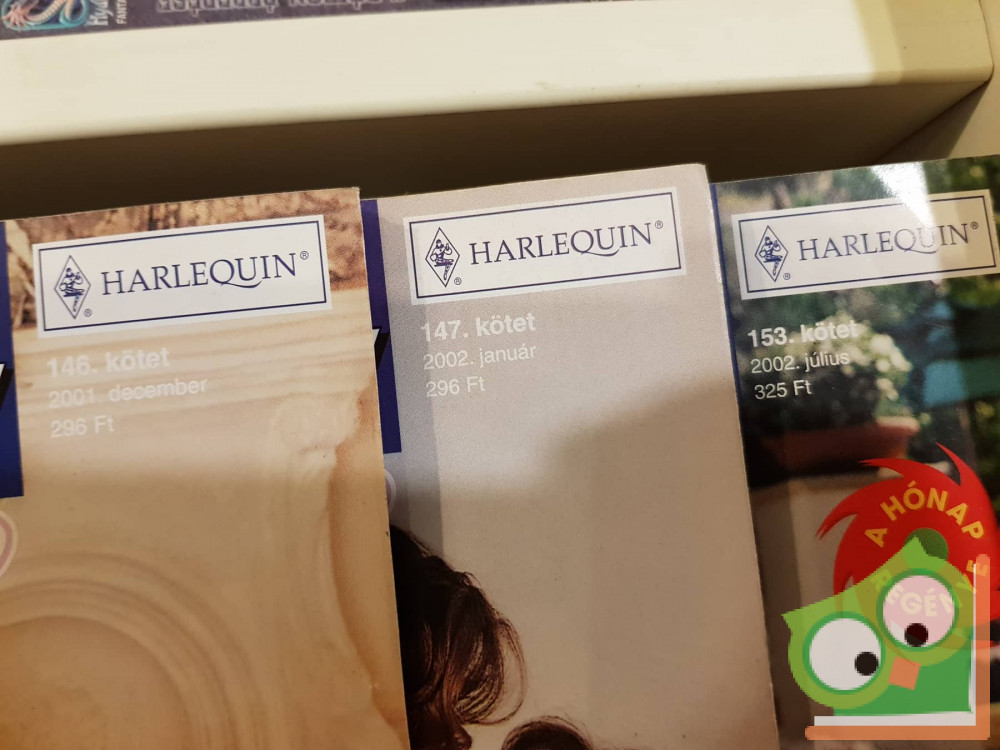 HARLEQUIN®
®
146. kötet
2001. december
296 Ft
HARLEQUIN®
®
147. kötet
2002. január
296 Ft
HARLEQUIN®
®
153. kötet
2002. július
325 Ft
A HÓNAP